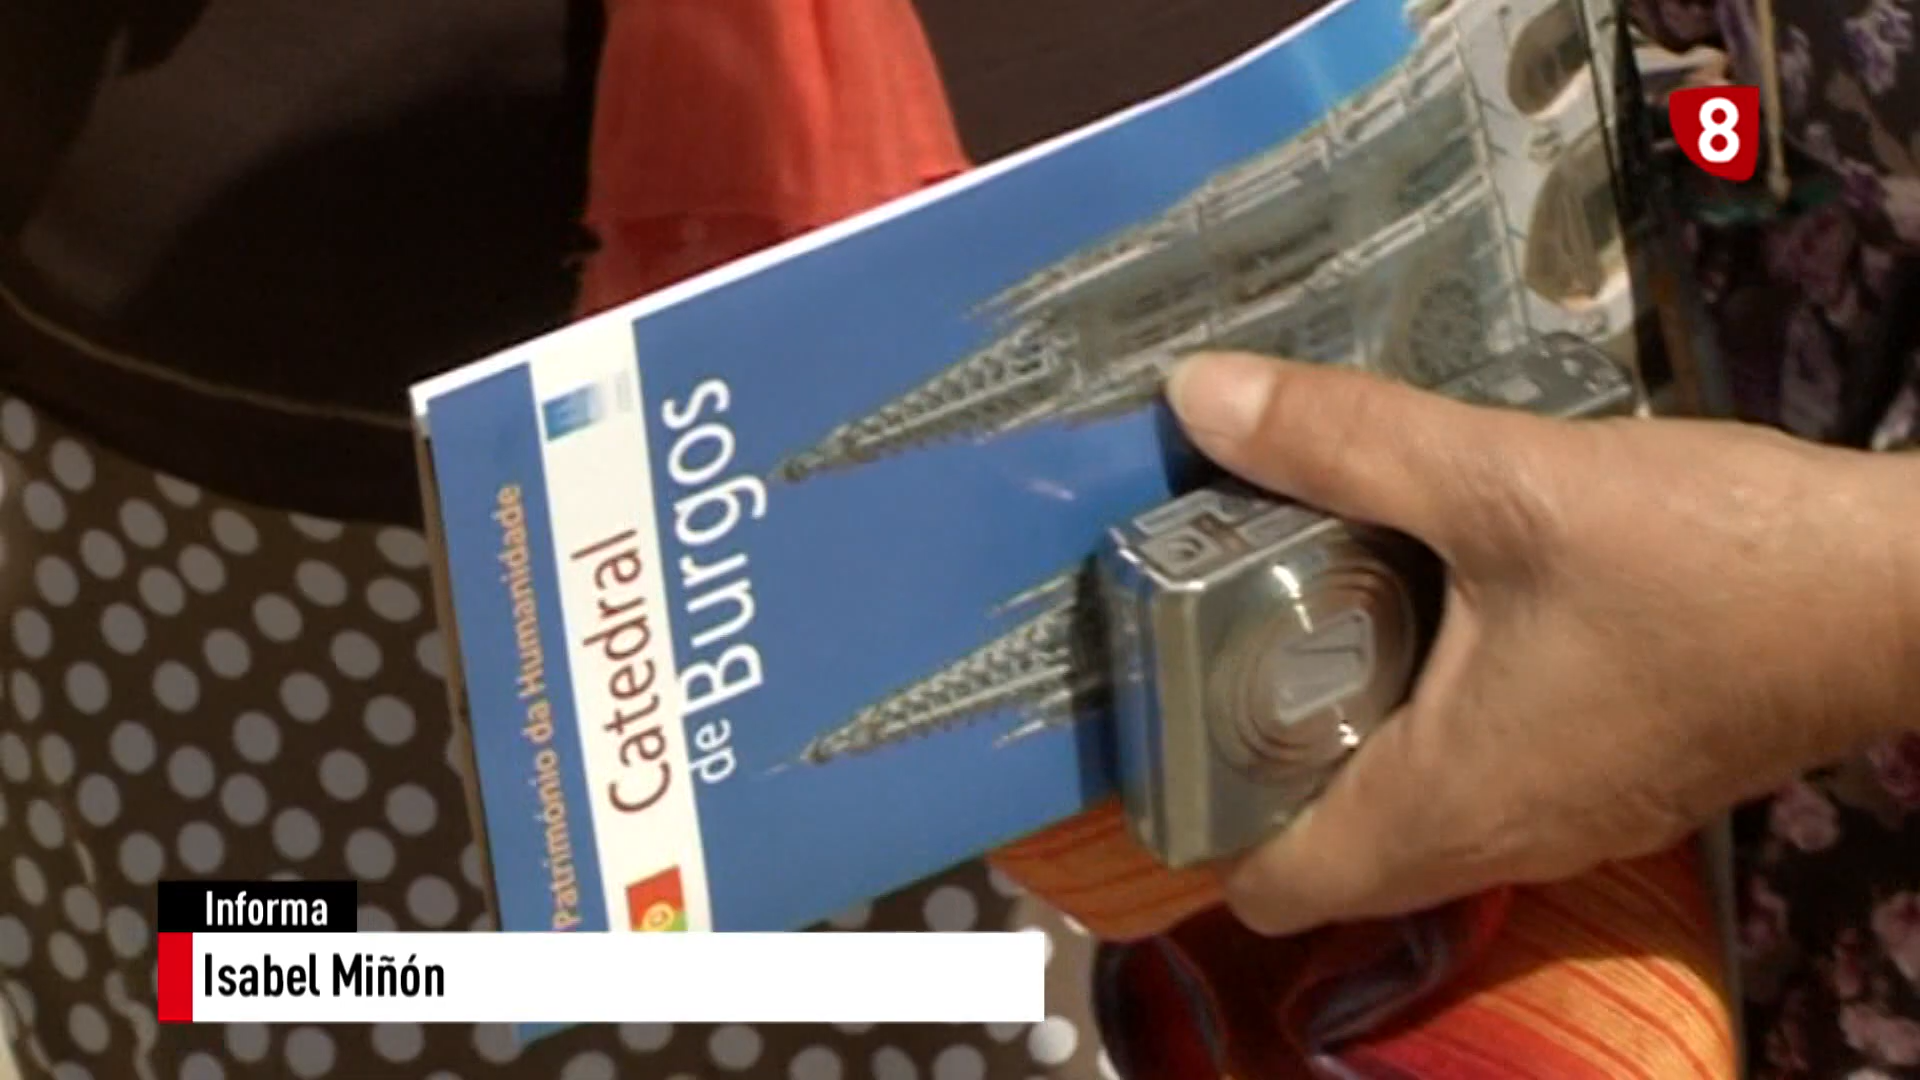 8
Património da Humanidade
Catedral
de Burgos
Informa
Isabel Miñón